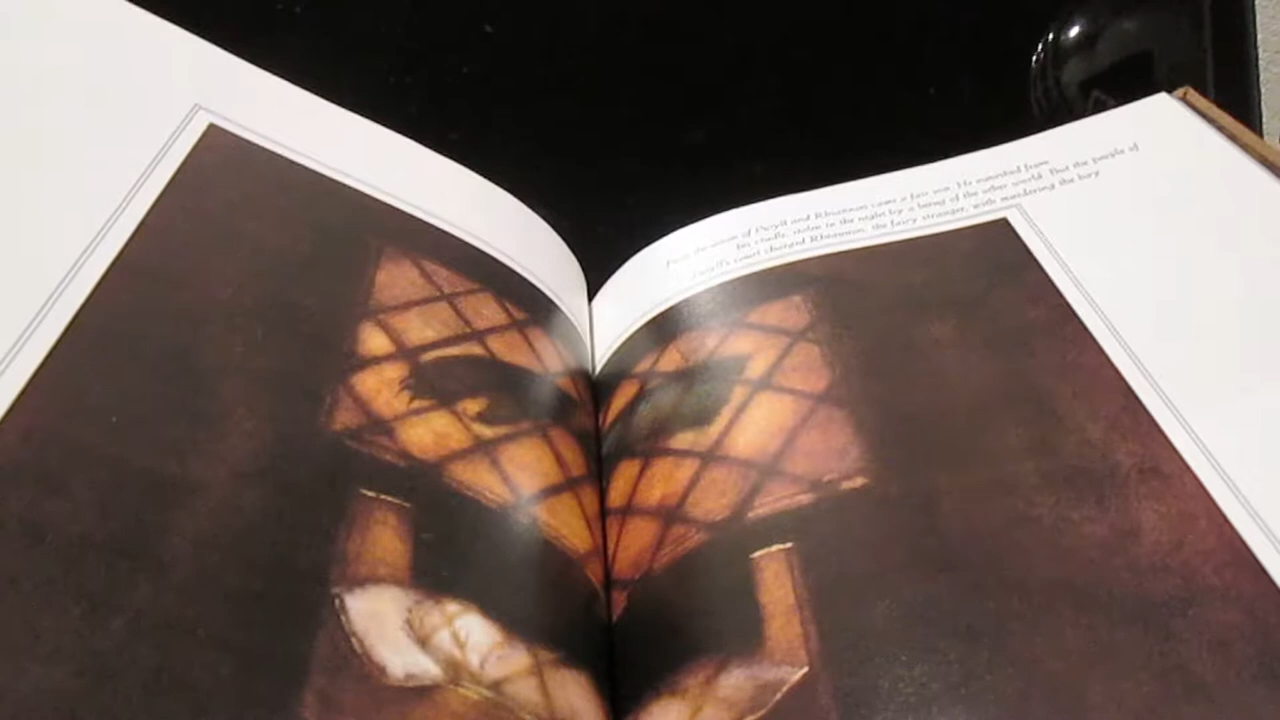 From the union of Pwyll and Rhiannon came a fair son. He vanished from
his cradle, stolen in the night by a being of the other world. But the people of
Pwyll's court charged Rhiannon, the fairy stranger, with murdering the boy.